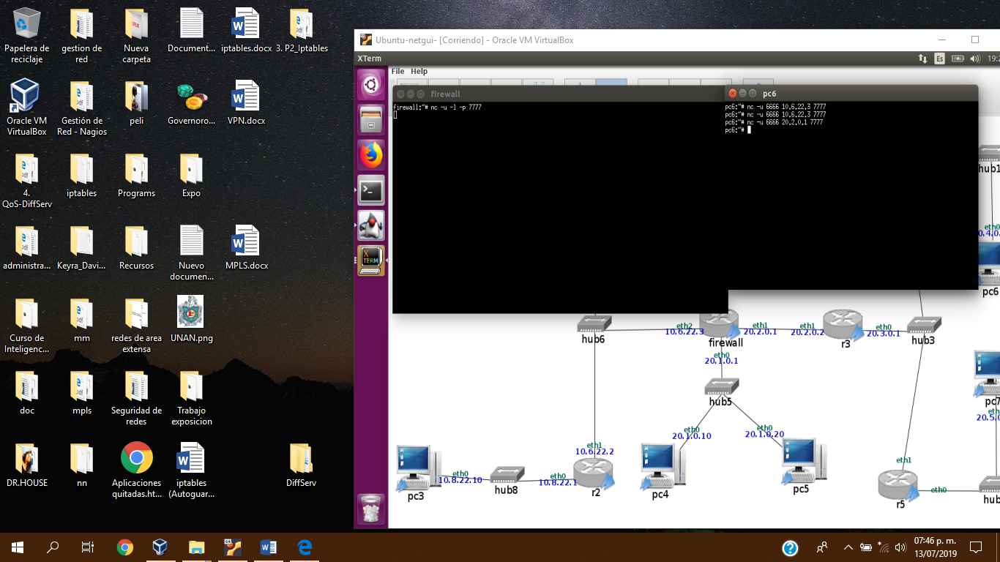 Papelera de
reciclaje
gestion de
red
Nueva
carpeta
Document...
iptables.docx
3. P2_Iptables
Oracle VM
VirtualBox
Gestión de
Red - Nagios
peli
Governoro...
VPN.docx
4.
QoS-DiffServ
iptables
Programs
Expo
administra...
Keyra_Davi...
Recursos
Nuevo
documen...
MPLS.docx
Curso de
Inteligenc...
mm
redes de area
extensa
UNAN.png
doc
mpls
Seguridad de
redes
Trabajo
exposicion
DR.HOUSE
nn
Aplicaciones
quitadas.ht...
iptables
(Autoguar...
DiffServ
Ubuntu-netgui- [Corriendo] - Oracle VM VirtualBox
XTerm
Es
19:2
File Help
firewall
firewall:~# nc -u -l -p 7777
pc6
pc6:~# nc -u 6666 10.6.22.3 7777
pc6:~# nc -u 6666 10.6.22.3 7777
pc6:~# nc -u 6666 20.2.0.1 7777
pc6:~#
hub1
eth0
0.4.0.
pc6
hub6
eth2
10.6.22.3
firewall
eth1
20.2.0.1
eth1
20.2.0.2
r3
eth0
20.3.0.1
hub3
eth0
20.1.0.1
hub5
pc7
eth0
20.5.0
eth0
20.1.0.10
eth0
20.1.0.20
eth1
10.6.22.2
pc3
eth0
10.8.22.10
hub8
eth0
10.8.22.1
r2
pc4
pc5
eth1
r5
eth0
hub
XTERM
07:46 p. m.
13/07/2019